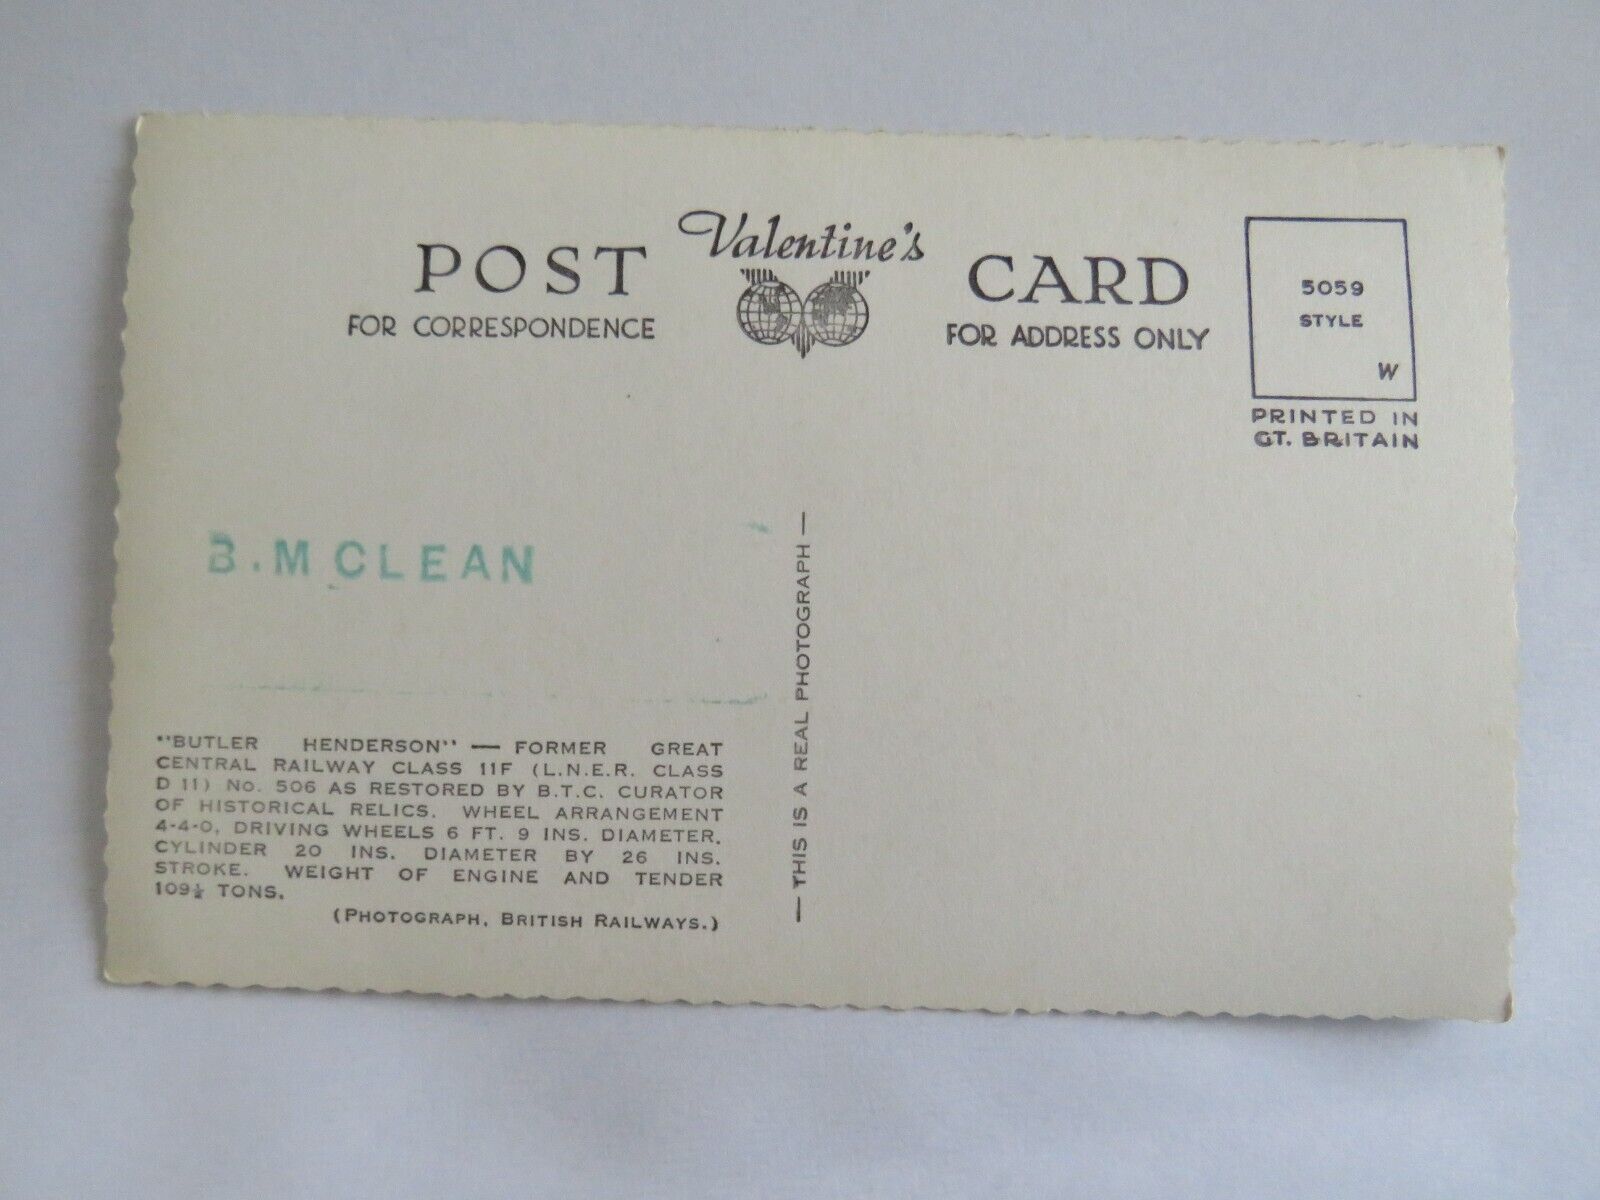 Valentine's
POST CARD
FOR CORRESPONDENCE
FOR ADDRESS ONLY
5059
STYLE
W
PRINTED IN
GT. BRITAIN
B. MCLEAN
— THIS IS A REAL PHOTOGRAPH —
"BUTLER HENDERSON" — FORMER GREAT
CENTRAL RAILWAY CLASS 11F (L.N.E.R. CLASS
D 11) No. 506 AS RESTORED BY B.T.C. CURATOR
OF HISTORICAL RELICS. WHEEL ARRANGEMENT
4-4-0, DRIVING WHEELS 6 FT. 9 INS. DIAMETER.
CYLINDER 20 INS. DIAMETER BY 26 INS.
STROKE. WEIGHT OF ENGINE AND TENDER
109½ TONS.
(PHOTOGRAPH, BRITISH RAILWAYS.)